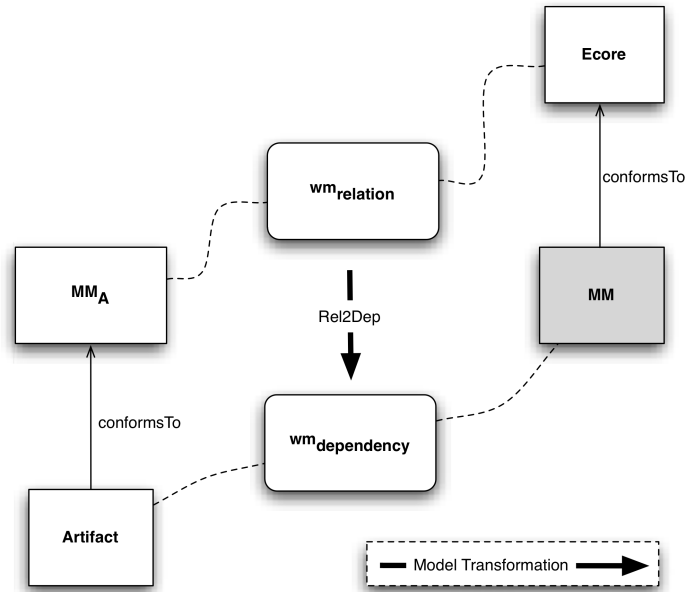 Ecore
conformsTo
wmrelation
MMA
MM
Rel2Dep
conformsTo
wmdependency
Artifact
Model Transformation